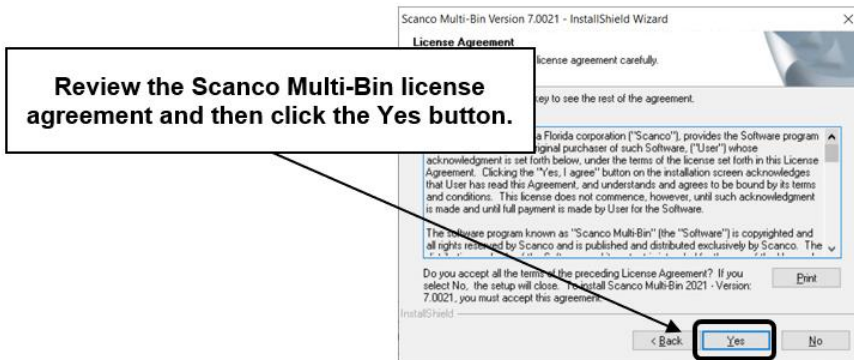 Scanco Multi-Bin Version 7.0021 - InstallShield Wizard
License Agreement
license agreement carefully.
Review the Scanco Multi-Bin license
agreement and then click the Yes button.
key to see the rest of the agreement.
a Florida corporation ("Scanco"), provides the Software program
original purchaser of such Software, ("User") whose
acknowledgment is set forth below, under the terms of the license set forth in this License
Agreement. Clicking the "Yes, I agree" button on the installation screen acknowledges
that User has read this Agreement, and understands and agrees to be bound by its terms
and conditions. This license does not commence, however, until such acknowledgment
is made and until full payment is made by User for the Software.
The software program known as "Scanco Multi-Bin" (the "Software") is copyrighted and
all rights reserved by Scanco and is published and distributed exclusively by Scanco. The
Do you accept all the terms of the preceding License Agreement? If you
select No, the setup will close. To install Scanco Multi-Bin 2021 - Version:
7.0021, you must accept this agreement.
Print
InstallShield
< Back
Yes
No